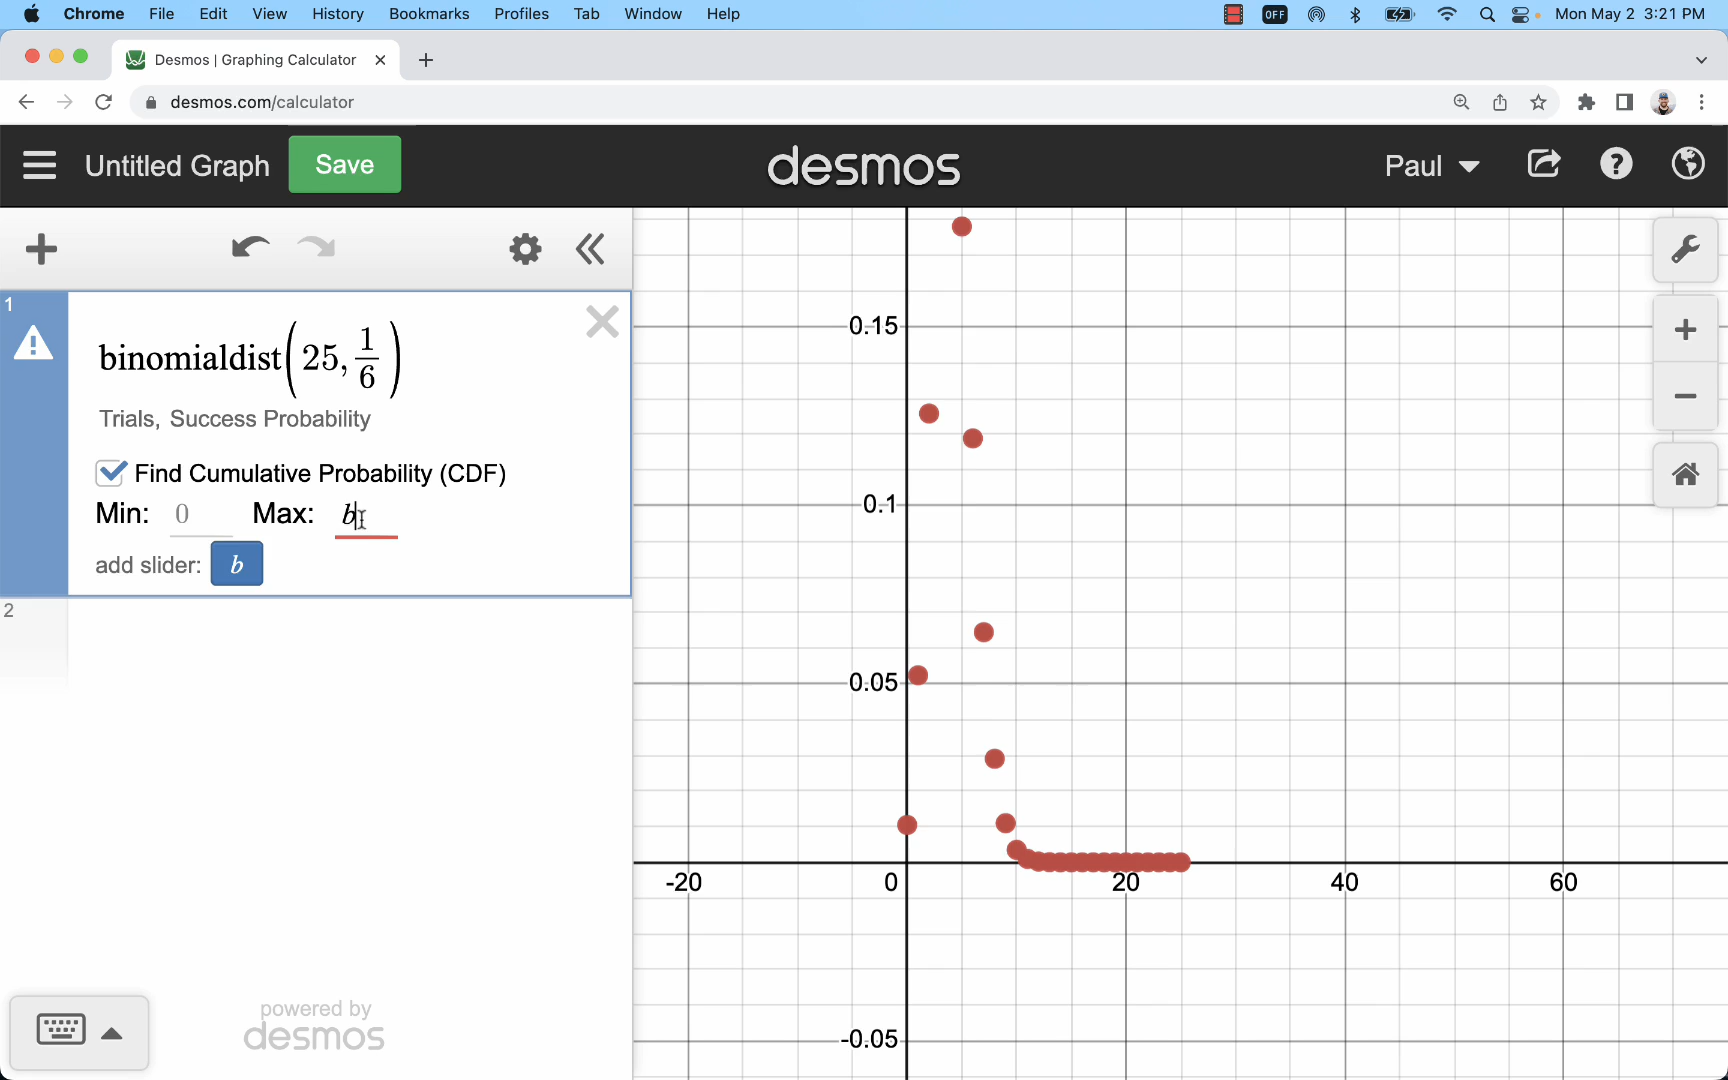 Chrome File Edit View History Bookmarks Profiles Tab Window Help OFF Mon May 2 3:21 PM
Desmos | Graphing Calculator
desmos.com/calculator
Untitled Graph Save desmos Paul
1
binomialdist(25, 1/6)
Trials, Success Probability
Find Cumulative Probability (CDF)
Min: 0 Max: b
add slider: b
2
powered by
desmos
0.15
0.1
0.05
-20 0 20 40 60
-0.05